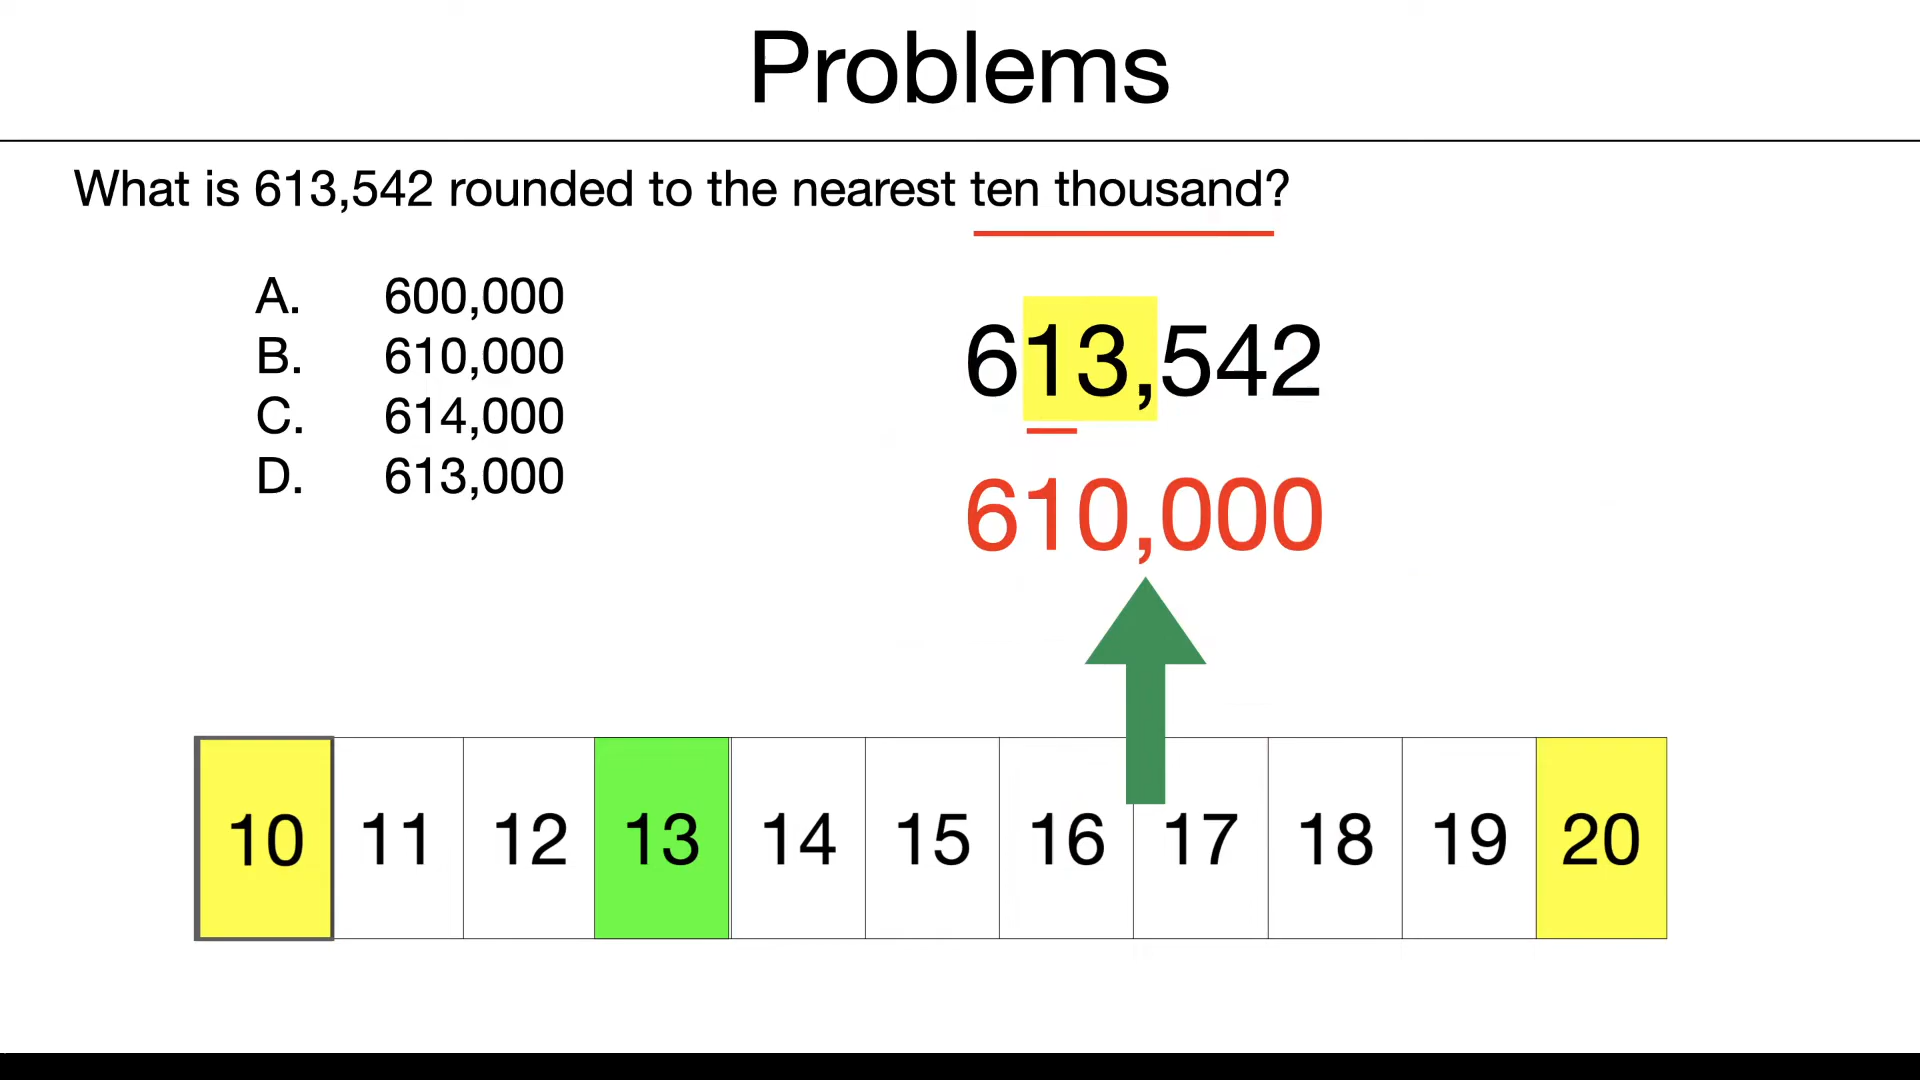 Problems
What is 613,542 rounded to the nearest ten thousand?
A. 600,000
B. 610,000
C. 614,000
D. 613,000
613,542
610,000
10 11 12 13 14 15 16 17 18 19 20